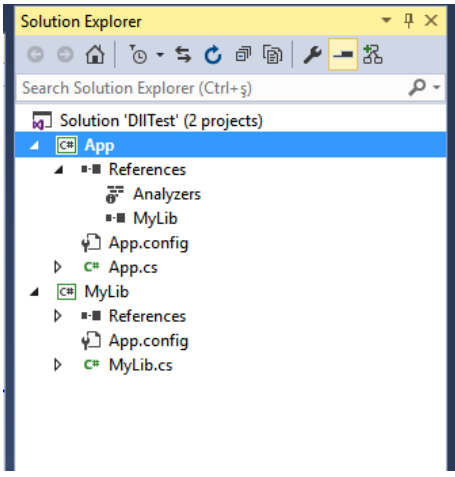 Solution Explorer
Search Solution Explorer (Ctrl+ş)
Solution 'DllTest' (2 projects)
C# App
References
Analyzers
MyLib
App.config
C# App.cs
C# MyLib
References
App.config
C# MyLib.cs